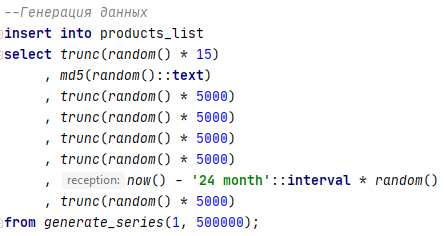 --Генерация данных
insert into products_list
select trunc(random() * 15)
, md5(random()::text)
, trunc(random() * 5000)
, trunc(random() * 5000)
, trunc(random() * 5000)
, trunc(random() * 5000)
, reception: now() - '24 month'::interval * random()
, trunc(random() * 5000)
from generate_series(1, 500000);